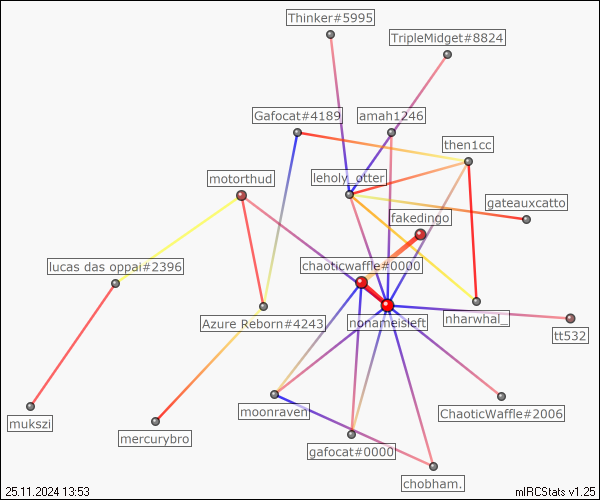 Thinker#5995
TripleMidget#8824
Gafocat#4189
amah1246
then1cc
motorthud
leholy_otter
gateauxcatto
fakedingo
lucas das oppai#2396
chaoticwaffle#0000
Azure Reborn#4243
nonameisleft
nharwhal_
tt532
mukszi
mercurybro
moonraven
ChaoticWaffle#2006
gafocat#0000
chobham.
25.11.2024 13:53
mIRCStats v1.25